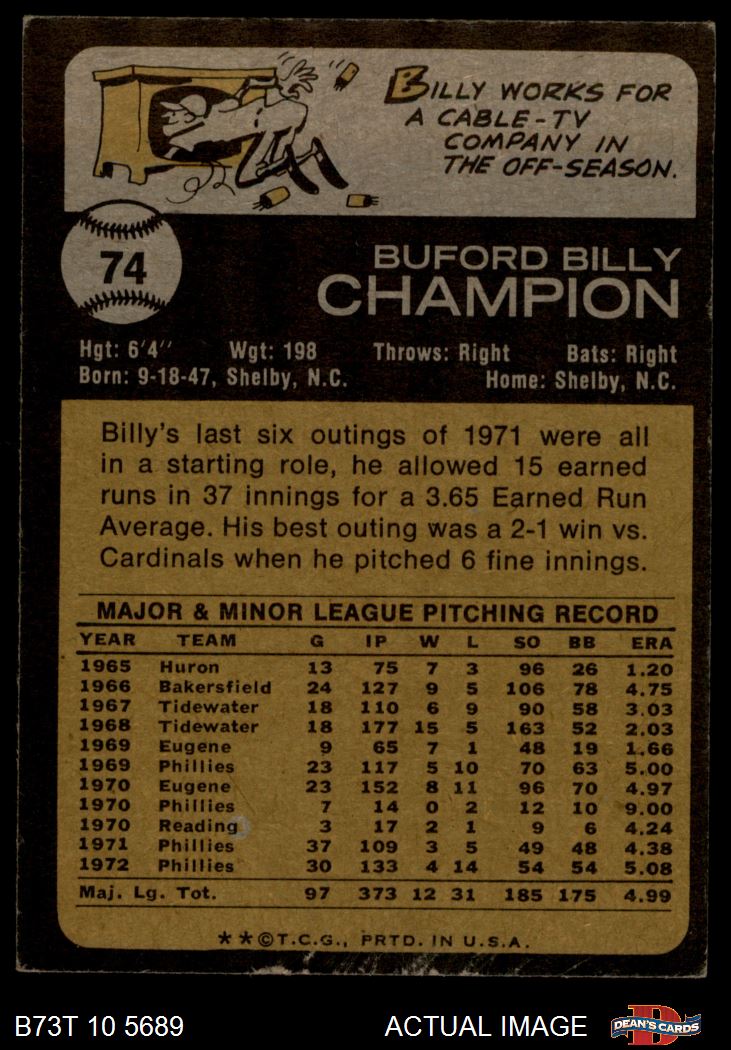 BILLY WORKS FOR
A CABLE-TV
COMPANY IN
THE OFF-SEASON.
74
BUFORD BILLY
CHAMPION
Hgt: 6'4" Wgt: 198 Throws: Right Bats: Right
Born: 9-18-47, Shelby, N.C. Home: Shelby, N.C.
Billy's last six outings of 1971 were all
in a starting role, he allowed 15 earned
runs in 37 innings for a 3.65 Earned Run
Average. His best outing was a 2-1 win vs.
Cardinals when he pitched 6 fine innings.
MAJOR & MINOR LEAGUE PITCHING RECORD
YEAR TEAM G IP W L SO BB ERA
1965 Huron 13 75 7 3 96 26 1.20
1966 Bakersfield 24 127 9 5 106 78 4.75
1967 Tidewater 18 110 6 9 90 58 3.03
1968 Tidewater 18 177 15 5 163 52 2.03
1969 Eugene 9 65 7 1 48 19 1.66
1969 Phillies 23 117 5 10 70 63 5.00
1970 Eugene 23 152 8 11 96 70 4.97
1970 Phillies 7 14 0 2 12 10 9.00
1970 Reading 3 17 2 1 9 6 4.24
1971 Phillies 37 109 3 5 49 48 4.38
1972 Phillies 30 133 4 14 54 54 5.08
Maj. Lg. Tot. 97 373 12 31 185 175 4.99
**©T.C.G., PRTD. IN U.S.A.
B73T 10 5689 ACTUAL IMAGE D DEAN'S CARDS